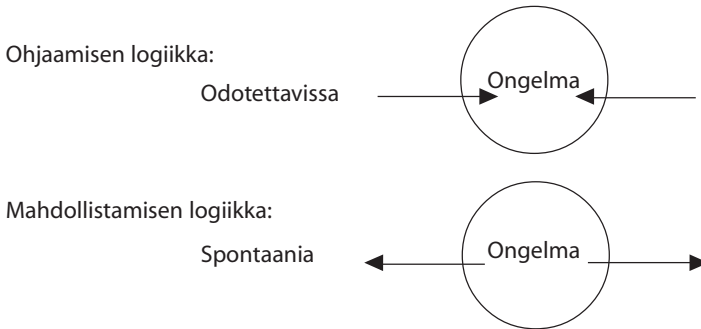 Ohjaamisen logiikka:
Odotettavissa
Ongelma
Mahdollistamisen logiikka:
Spontaania
Ongelma